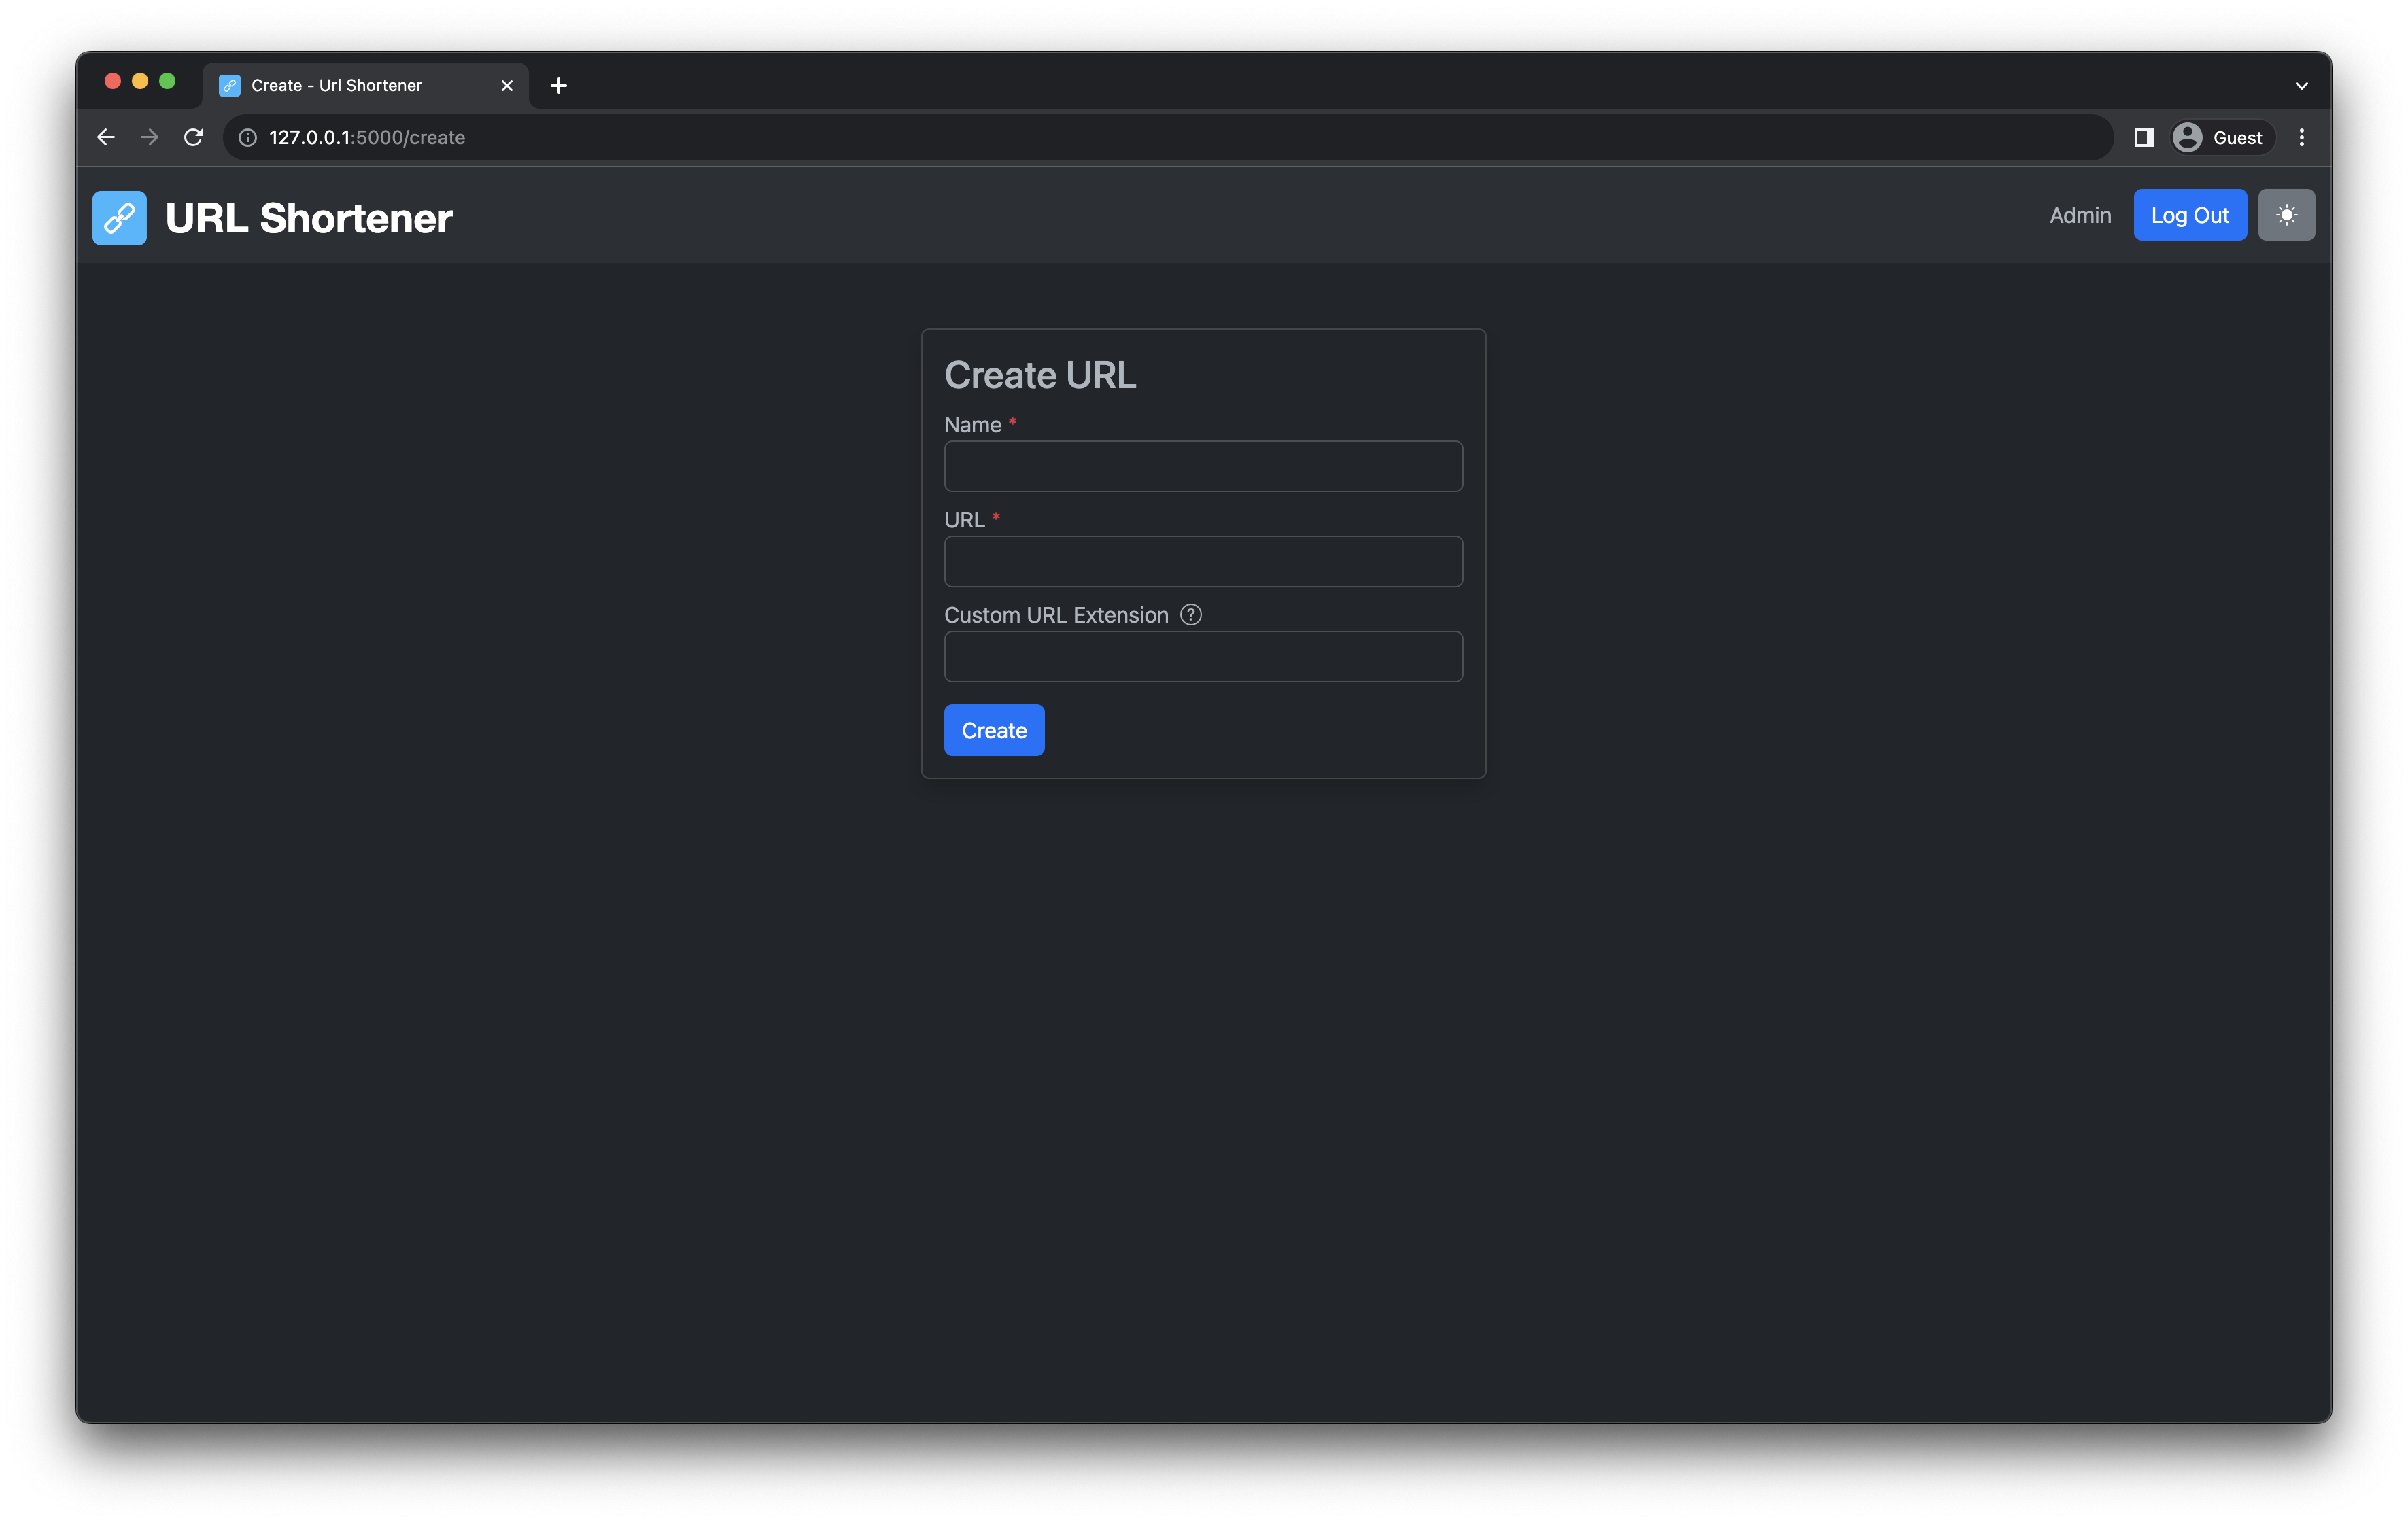 Create - Url Shortener
127.0.0.1:5000/create
Guest
URL Shortener
Admin
Log Out
Create URL
Name *
URL *
Custom URL Extension ?
Create